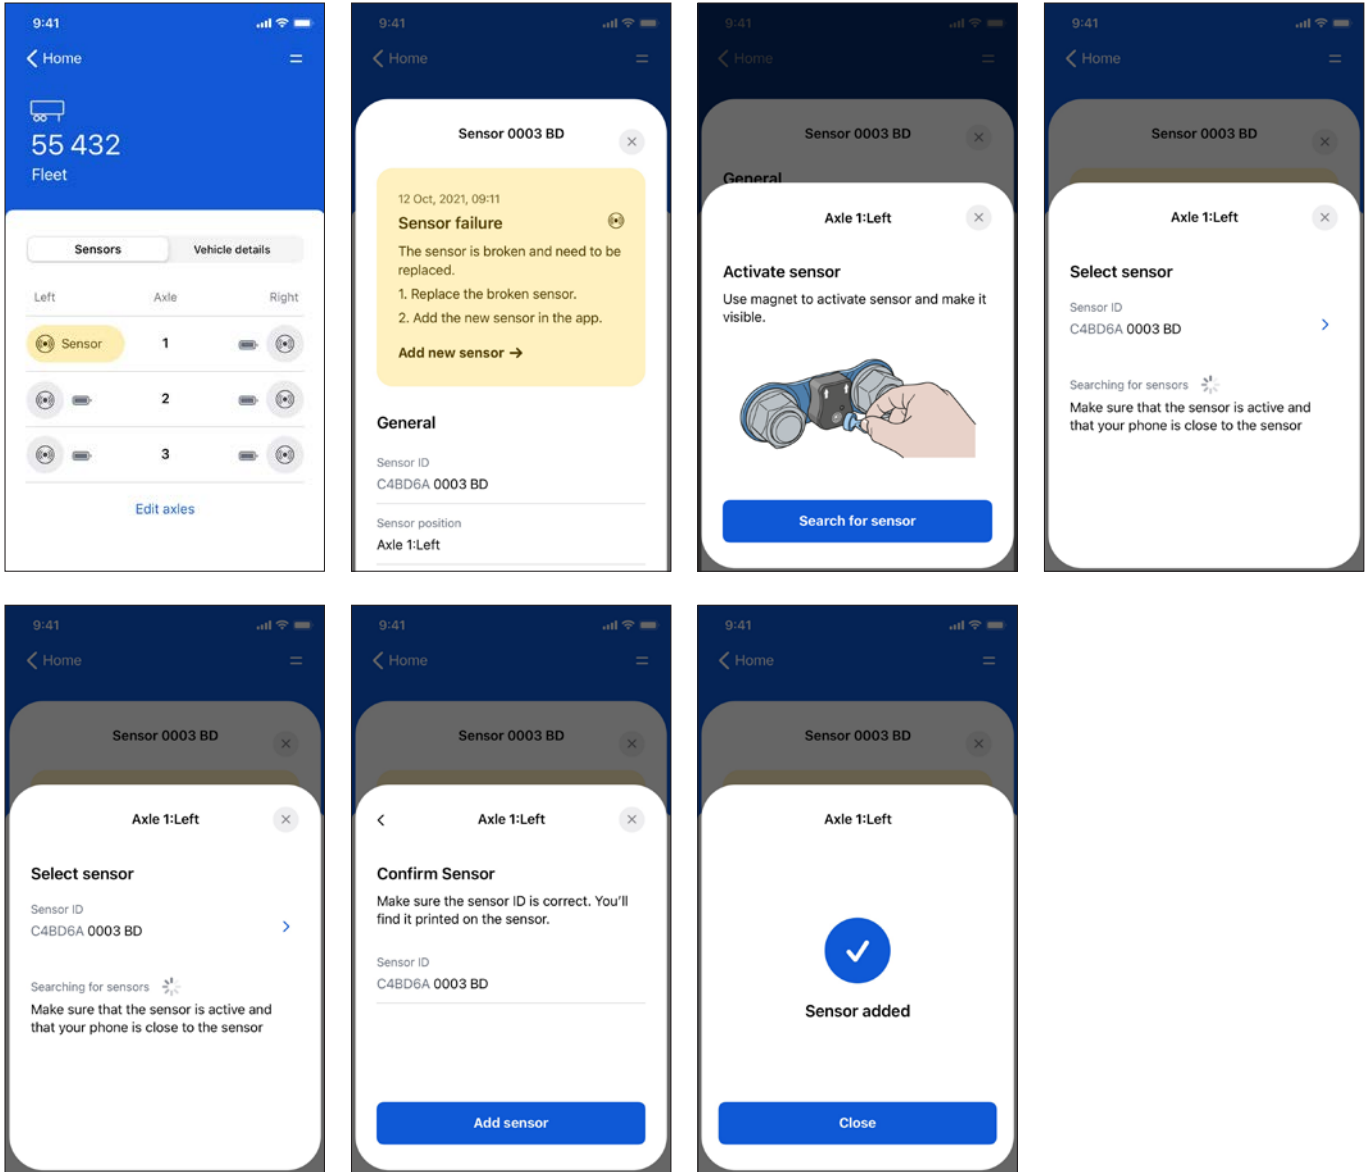 9:41
Home
55 432
Fleet
Sensors Vehicle details
Left Axle Right
Sensor 1
2
3
Edit axles
9:41
Home
Sensor 0003 BD
12 Oct, 2021, 09:11
Sensor failure
The sensor is broken and need to be
replaced.
1. Replace the broken sensor.
2. Add the new sensor in the app.
Add new sensor →
General
Sensor ID
C4BD6A 0003 BD
Sensor position
Axle 1:Left
9:41
Home
Sensor 0003 BD
General
Axle 1:Left
Activate sensor
Use magnet to activate sensor and make it
visible.
Search for sensor
9:41
Home
Sensor 0003 BD
Axle 1:Left
Select sensor
Sensor ID
C4BD6A 0003 BD
Searching for sensors
Make sure that the sensor is active and
that your phone is close to the sensor
9:41
Home
Sensor 0003 BD
Axle 1:Left
Select sensor
Sensor ID
C4BD6A 0003 BD
Searching for sensors
Make sure that the sensor is active and
that your phone is close to the sensor
9:41
Home
Sensor 0003 BD
Axle 1:Left
Confirm Sensor
Make sure the sensor ID is correct. You'll
find it printed on the sensor.
Sensor ID
C4BD6A 0003 BD
Add sensor
9:41
Home
Sensor 0003 BD
Axle 1:Left
Sensor added
Close